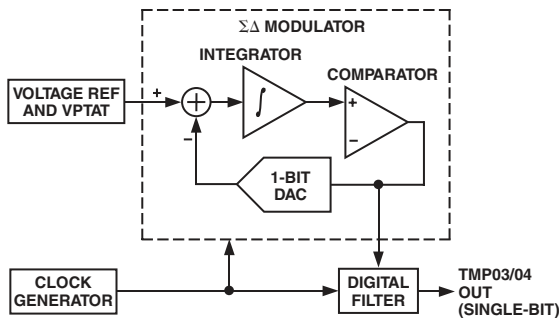 ΣΔ MODULATOR
INTEGRATOR
COMPARATOR
VOLTAGE REF
AND VPTAT
+
+
∫
+
−
−
1-BIT
DAC
CLOCK
GENERATOR
DIGITAL
FILTER
TMP03/04
OUT
(SINGLE-BIT)